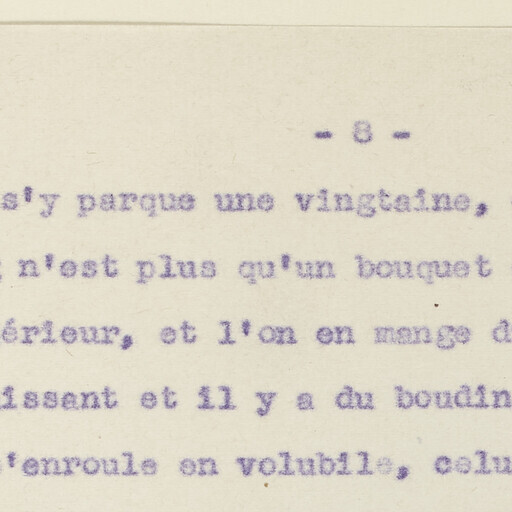 - 8 -
s'y parque une vingtaine,
n'est plus qu'un bouquet
érieur, et l'on en mange d
issant et il y a du boudin
'enroule en volubile, celu